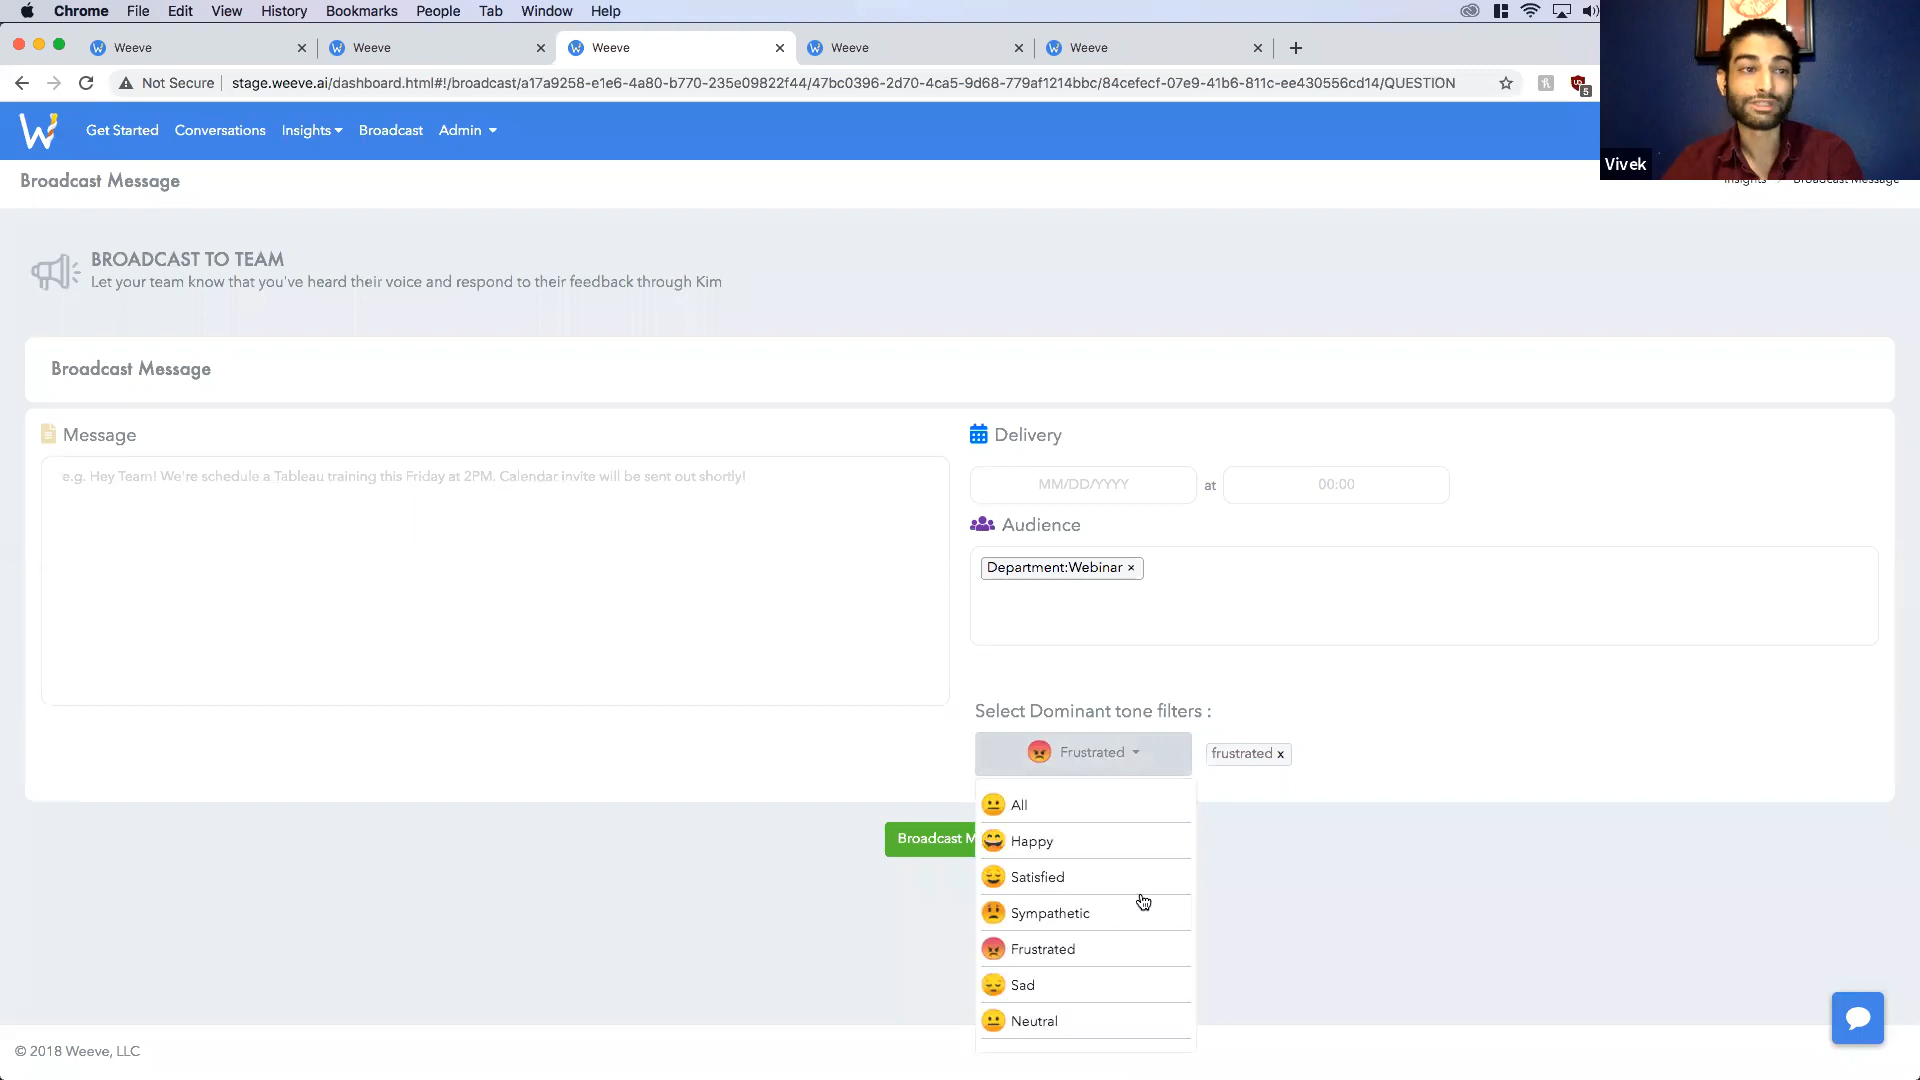 Chrome File Edit View History Bookmarks People Tab Window Help
Weeve × Weeve × Weeve × Weeve × Weeve × +
Not Secure stage.weeve.ai/dashboard.html#!/broadcast/a17a9258-e1e6-4a80-b770-235e09822f44/47bc0396-2d70-4ca5-9d68-779af1214bbc/84cefecf-07e9-41b6-811c-ee430556cd14/QUESTION
5
W Get Started Conversations Insights Broadcast Admin
Vivek
Broadcast Message
Insights Broadcast Message
BROADCAST TO TEAM
Let your team know that you've heard their voice and respond to their feedback through Kim
Broadcast Message
Message
e.g. Hey Team! We're schedule a Tableau training this Friday at 2PM. Calendar invite will be sent out shortly!
Delivery
MM/DD/YYYY at 00:00
Audience
Department:Webinar ×
Select Dominant tone filters :
Frustrated frustrated x
All
Happy
Satisfied
Sympathetic
Frustrated
Sad
Neutral
Broadcast M
© 2018 Weeve, LLC